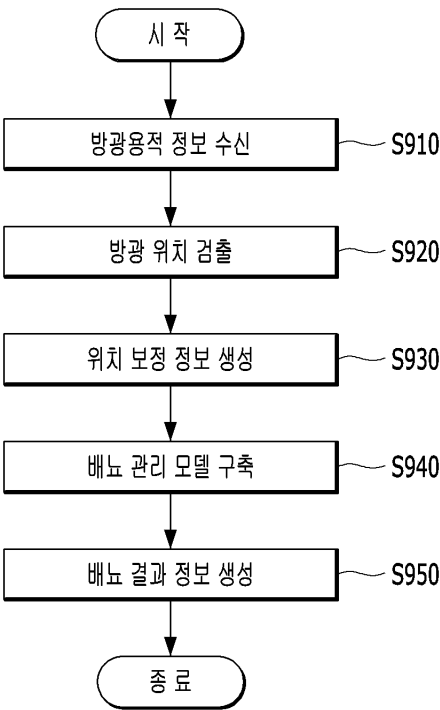 시작
방광용적 정보 수신
S910
방광 위치 검출
S920
위치 보정 정보 생성
S930
배뇨 관리 모델 구축
S940
배뇨 결과 정보 생성
S950
종료